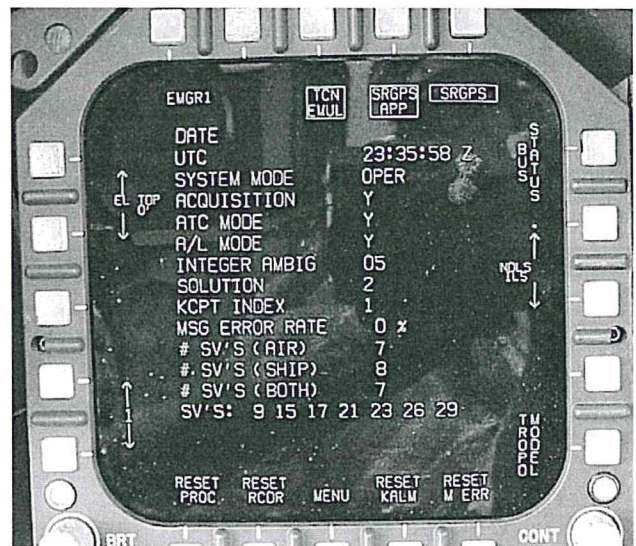 EMGR1 TCN EMUL SRGPS APP SRGPS
DATE
UTC 23:35:58 Z
SYSTEM MODE OPER
ACQUISITION Y
ATC MODE Y
A/L MODE Y
INTEGER AMBIG 05
SOLUTION 2
KCPT INDEX 1
MSG ERROR RATE 0 %
# SV'S (AIR) 7
# SV'S (SHIP) 8
# SV'S (BOTH) 7
SV'S: 9 15 17 21 23 26 29
EL TOP
0°
1
BUS STATUS
NDLS
ILS
TROPO MODEL
RESET PROC
RESET RCDR
MENU
RESET KALM
RESET M ERR
BRT
CONT